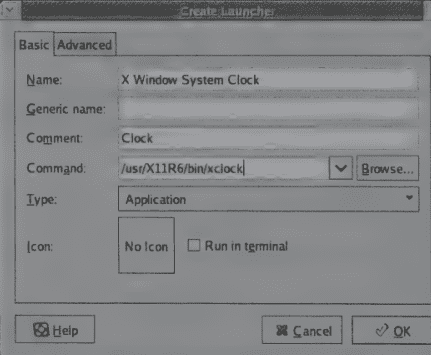 Create Launcher
Basic Advanced
Name: X Window System Clock
Generic name:
Comment: Clock
Command: /usr/X11R6/bin/xclock Browse...
Type: Application
Icon: No Icon Run in terminal
Help Cancel OK